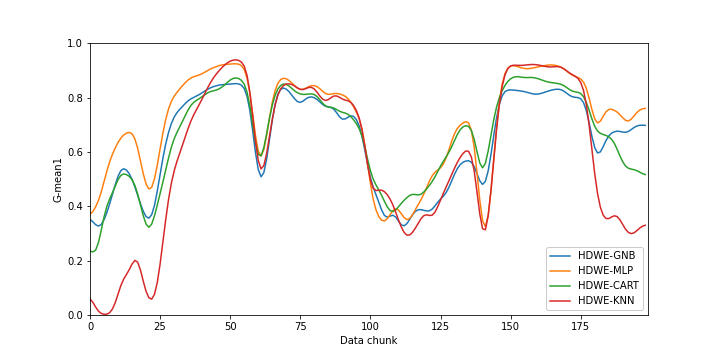 1.0
0.8
0.6
0.4
0.2
0.0
G-mean1
0 25 50 75 100 125 150 175
Data chunk
HDWE-GNB
HDWE-MLP
HDWE-CART
HDWE-KNN